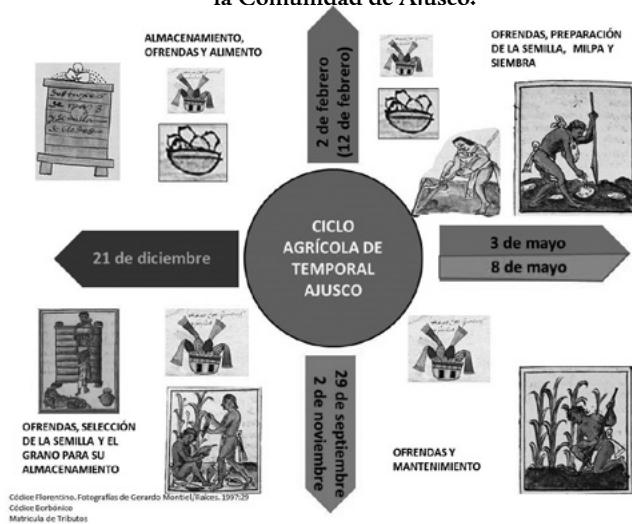 la Comunidad de Ajusco.
ALMACENAMIENTO,
OFRENDAS Y ALIMENTO
2 de febrero
(12 de febrero)
OFRENDAS, PREPARACIÓN
DE LA SEMILLA, MILPA Y
SIEMBRA
CICLO
AGRÍCOLA DE
TEMPORAL
AJUSCO
21 de diciembre
3 de mayo
8 de mayo
29 de septiembre
2 de noviembre
OFRENDAS, SELECCIÓN
DE LA SEMILLA Y EL
GRANO PARA SU
ALMACENAMIENTO
OFRENDAS Y
MANTENIMIENTO
Códice Florentino. Fotografías de Gerardo Montiel/Raíces. 1997:29
Códice Borbónico
Matricula de Tributos